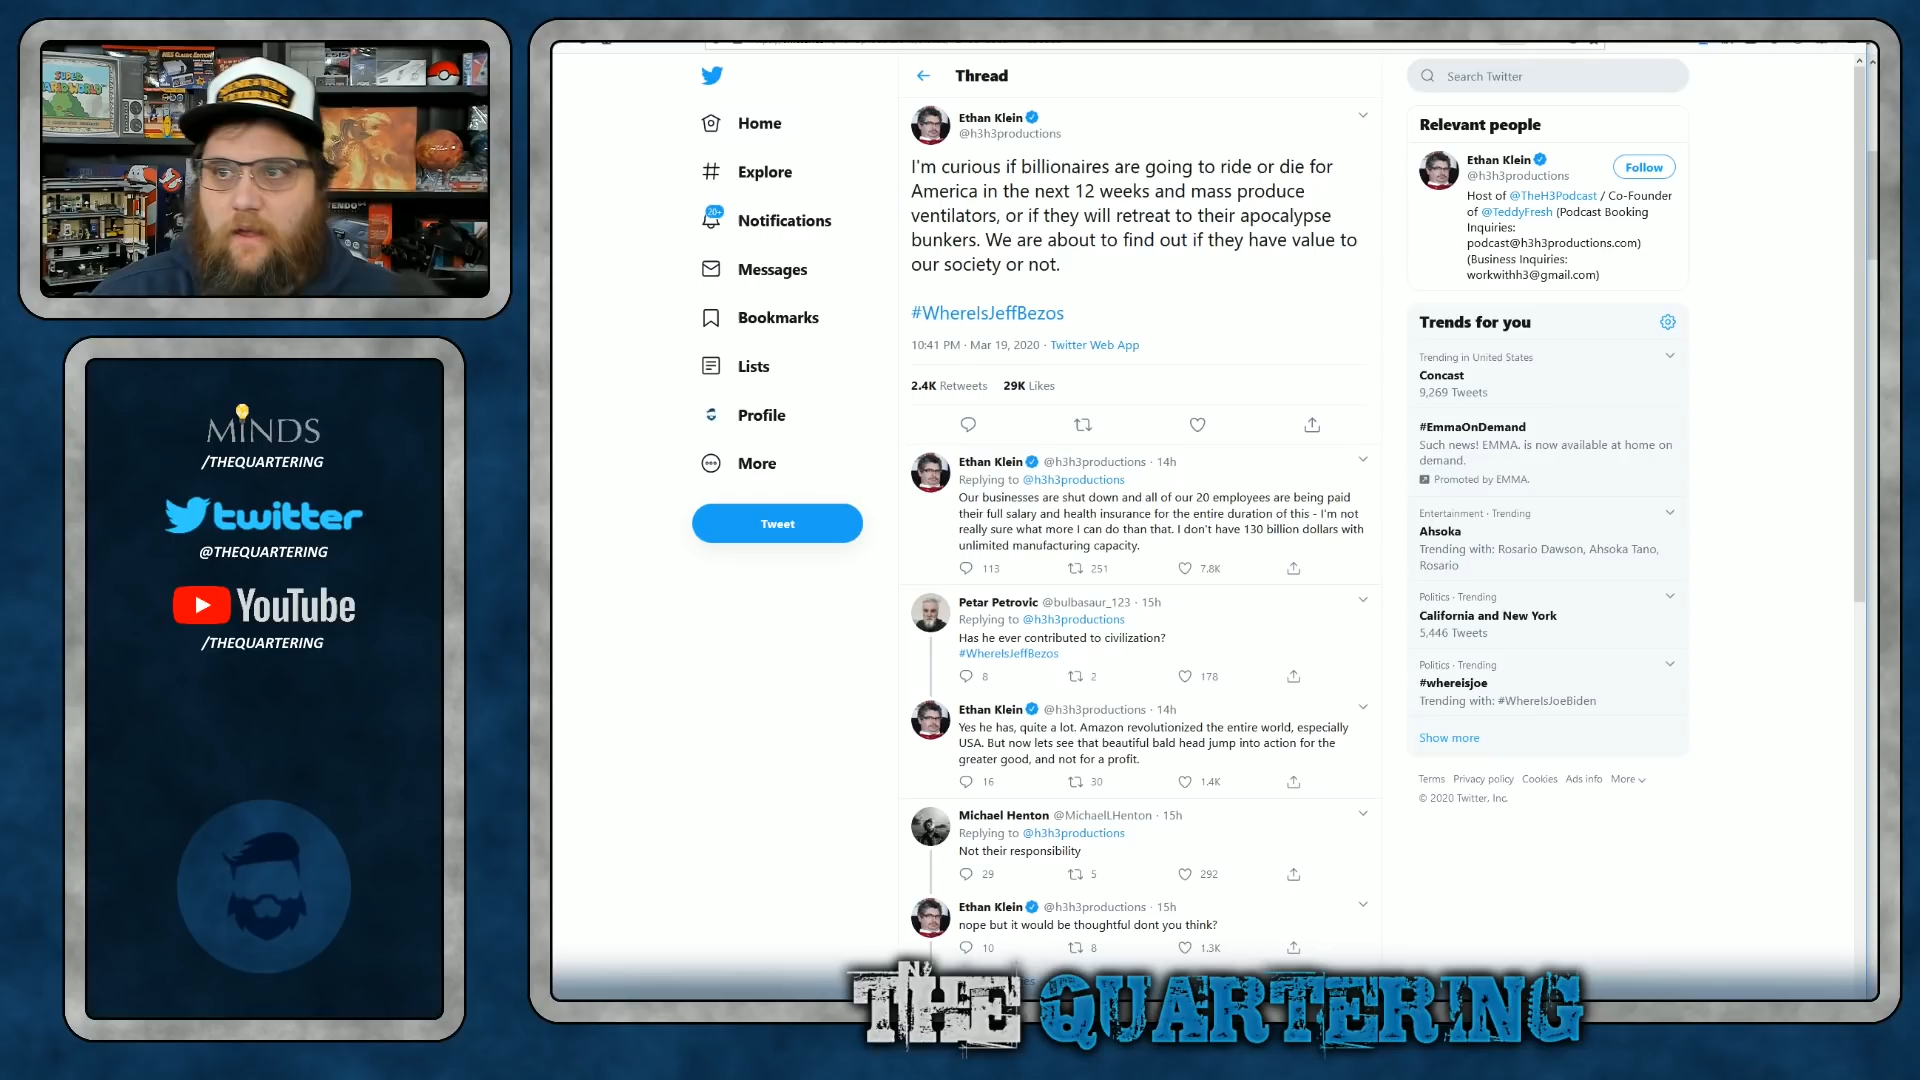 SUPER
MARIO WORLD
MINDS
/THEQUARTERING
twitter
@THEQUARTERING
YouTube
/THEQUARTERING
Home
Explore
20+
Notifications
Messages
Bookmarks
Lists
Profile
More
Tweet
Thread
Ethan Klein
@h3h3productions
I'm curious if billionaires are going to ride or die for
America in the next 12 weeks and mass produce
ventilators, or if they will retreat to their apocalypse
bunkers. We are about to find out if they have value to
our society or not.
#WhereIsJeffBezos
10:41 PM · Mar 19, 2020 · Twitter Web App
2.4K Retweets 29K Likes
Ethan Klein @h3h3productions · 14h
Replying to @h3h3productions
Our businesses are shut down and all of our 20 employees are being paid
their full salary and health insurance for the entire duration of this - I'm not
really sure what more I can do than that. I don't have 130 billion dollars with
unlimited manufacturing capacity.
113 251 7.8K
Petar Petrovic @bulbasaur_123 · 15h
Replying to @h3h3productions
Has he ever contributed to civilization?
#WhereIsJeffBezos
8 2 178
Ethan Klein @h3h3productions · 14h
Yes he has, quite a lot. Amazon revolutionized the entire world, especially
USA. But now lets see that beautiful bald head jump into action for the
greater good, and not for a profit.
16 30 1.4K
Michael Henton @MichaelLHenton · 15h
Replying to @h3h3productions
Not their responsibility
29 5 292
Ethan Klein @h3h3productions · 15h
nope but it would be thoughtful dont you think?
10 8 1.3K
Search Twitter
Relevant people
Ethan Klein
@h3h3productions
Follow
Host of @TheH3Podcast / Co-Founder
of @TeddyFresh (Podcast Booking
Inquiries:
podcast@h3h3productions.com)
(Business Inquiries:
workwithh3@gmail.com)
Trends for you
Trending in United States
Concast
9,269 Tweets
#EmmaOnDemand
Such news! EMMA. is now available at home on
demand.
Promoted by EMMA.
Entertainment · Trending
Ahsoka
Trending with: Rosario Dawson, Ahsoka Tano,
Rosario
Politics · Trending
California and New York
5,446 Tweets
Politics · Trending
#whereisjoe
Trending with: #WhereIsJoeBiden
Show more
Terms Privacy policy Cookies Ads info More
© 2020 Twitter, Inc.
THE QUARTERING